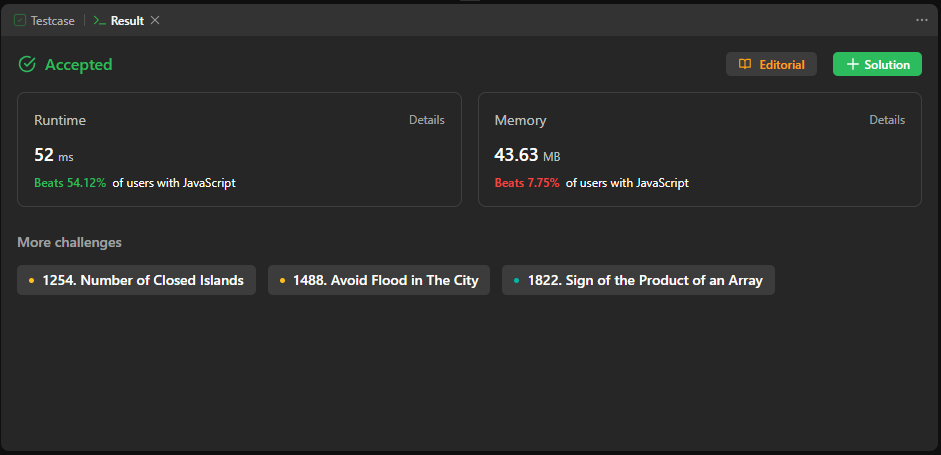 Testcase Result
Accepted Editorial Solution
Runtime Details
52 ms
Beats 54.12% of users with JavaScript
Memory Details
43.63 MB
Beats 7.75% of users with JavaScript
More challenges
1254. Number of Closed Islands
1488. Avoid Flood in The City
1822. Sign of the Product of an Array